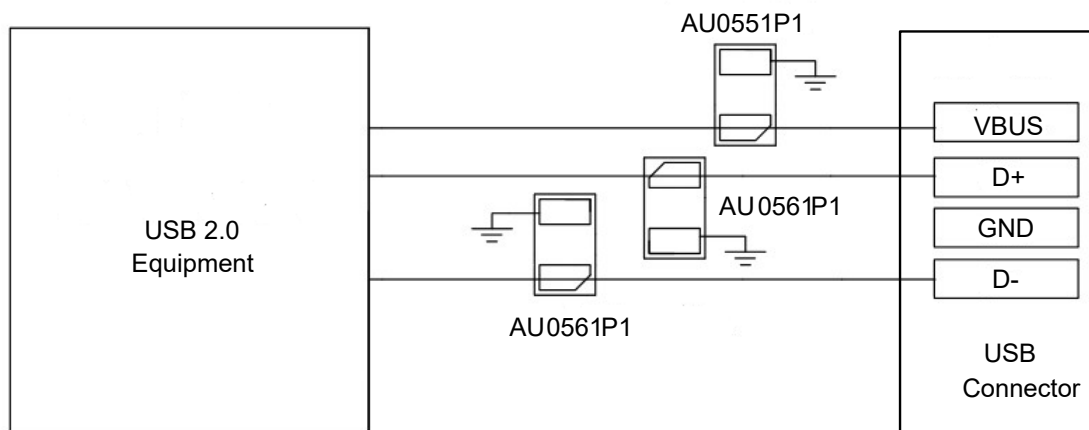 AU0551P1
VBUS
D+
AU0561P1
GND
USB 2.0
Equipment
D-
AU0561P1
USB
Connector